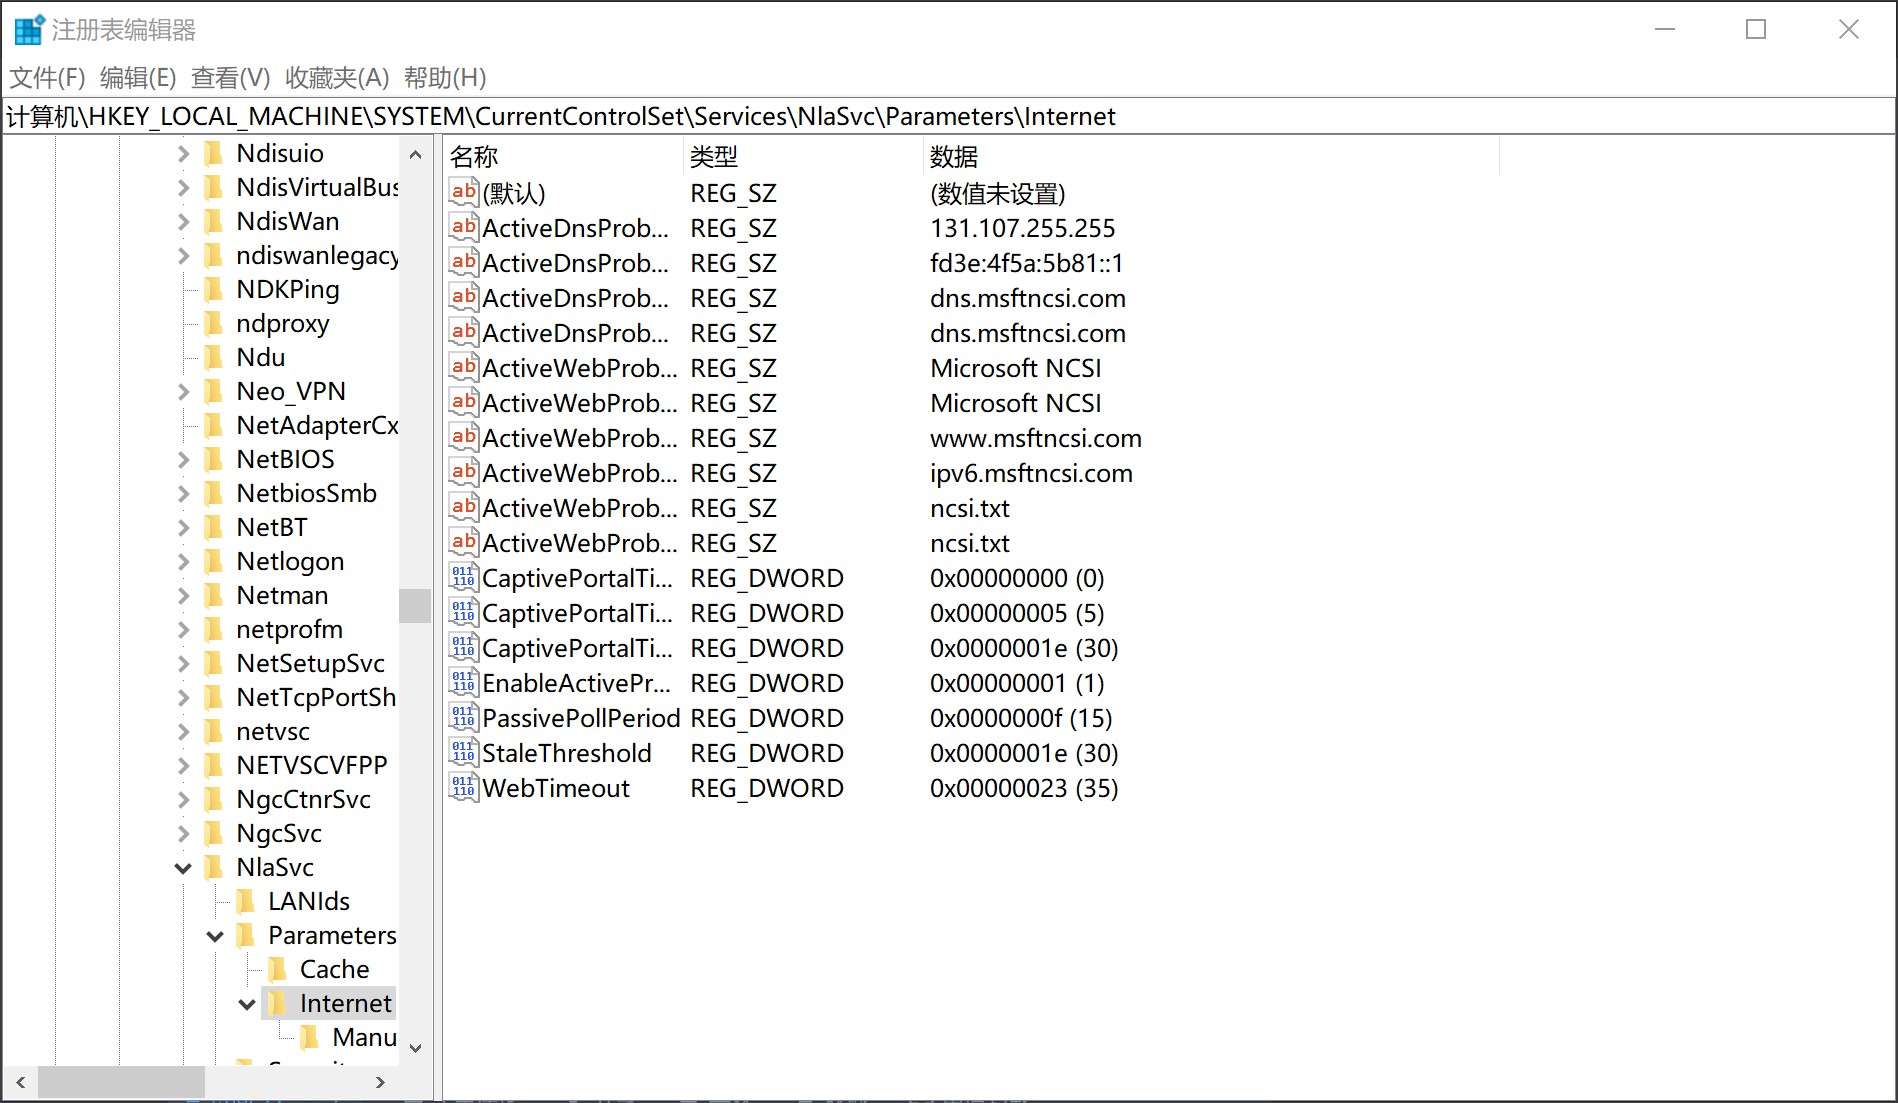 注册表编辑器
文件(F) 编辑(E) 查看(V) 收藏夹(A) 帮助(H)
计算机\HKEY_LOCAL_MACHINE\SYSTEM\CurrentControlSet\Services\NlaSvc\Parameters\Internet
Ndisuio
NdisVirtualBus
NdisWan
ndiswanlegacy
NDKPing
ndproxy
Ndu
Neo_VPN
NetAdapterCx
NetBIOS
NetbiosSmb
NetBT
Netlogon
Netman
netprofm
NetSetupSvc
NetTcpPortSh
netvsc
NETVSCVFPP
NgcCtnrSvc
NgcSvc
NlaSvc
LANIds
Parameters
Cache
Internet
Manu
名称 类型 数据
(默认) REG_SZ (数值未设置)
ActiveDnsProb... REG_SZ 131.107.255.255
ActiveDnsProb... REG_SZ fd3e:4f5a:5b81::1
ActiveDnsProb... REG_SZ dns.msftncsi.com
ActiveDnsProb... REG_SZ dns.msftncsi.com
ActiveWebProb... REG_SZ Microsoft NCSI
ActiveWebProb... REG_SZ Microsoft NCSI
ActiveWebProb... REG_SZ www.msftncsi.com
ActiveWebProb... REG_SZ ipv6.msftncsi.com
ActiveWebProb... REG_SZ ncsi.txt
ActiveWebProb... REG_SZ ncsi.txt
CaptivePortalTi... REG_DWORD 0x00000000 (0)
CaptivePortalTi... REG_DWORD 0x00000005 (5)
CaptivePortalTi... REG_DWORD 0x0000001e (30)
EnableActivePr... REG_DWORD 0x00000001 (1)
PassivePollPeriod REG_DWORD 0x0000000f (15)
StaleThreshold REG_DWORD 0x0000001e (30)
WebTimeout REG_DWORD 0x00000023 (35)